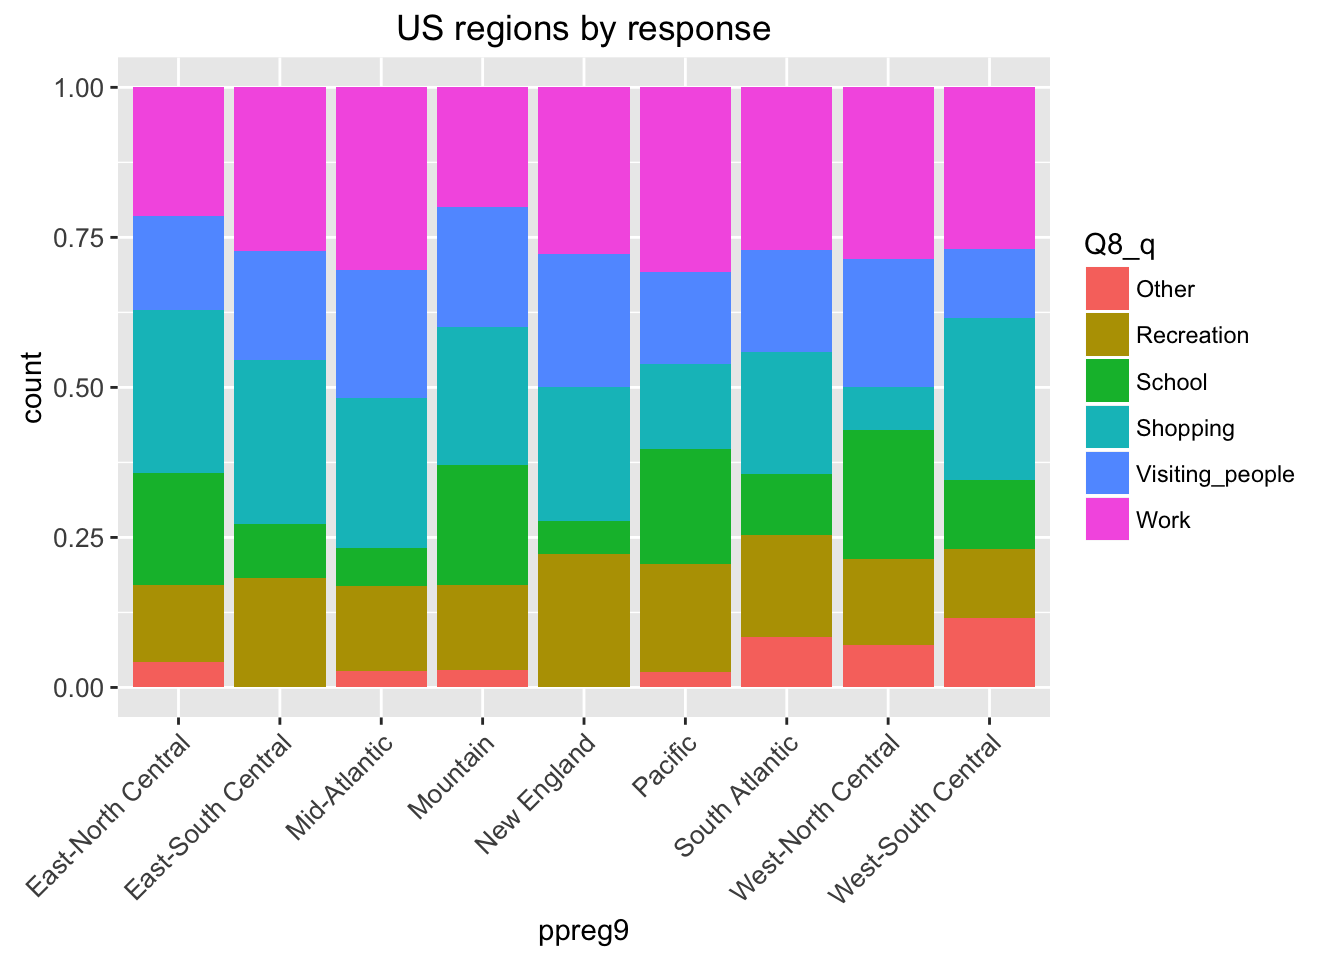 US regions by response
count
1.00
0.75
0.50
0.25
0.00
East-North Central
East-South Central
Mid-Atlantic
Mountain
New England
Pacific
South Atlantic
West-North Central
West-South Central
ppreg9
Q8_q
Other
Recreation
School
Shopping
Visiting_people
Work